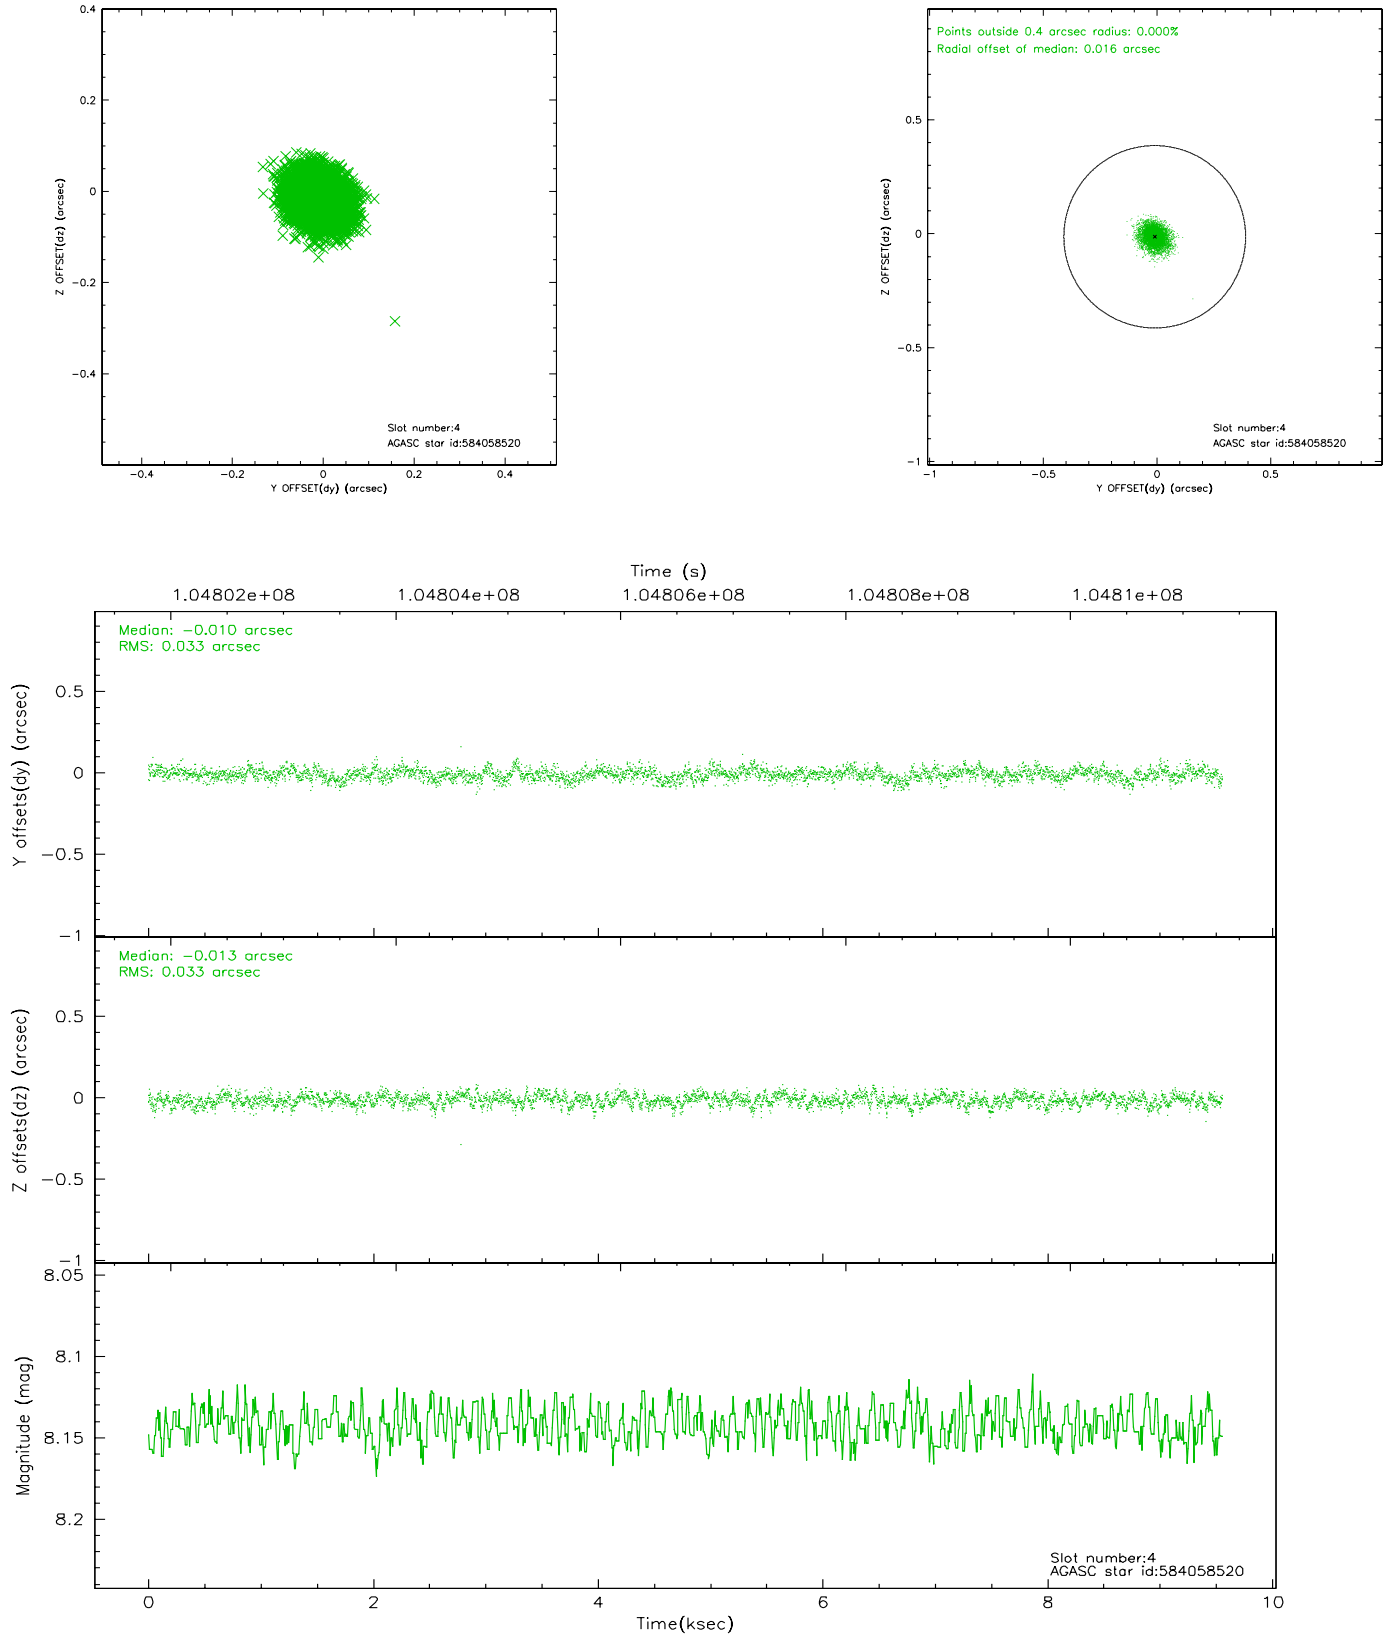 0.4
0.2
0
−0.2
−0.4
Z OFFSET(dz) (arcsec)
Slot number:4
AGASC star id:584058520
−0.4
−0.2
0
0.2
0.4
Y OFFSET(dy) (arcsec)
Points outside 0.4 arcsec radius: 0.000%
Radial offset of median: 0.016 arcsec
0.5
0
−0.5
−1
Z OFFSET(dz) (arcsec)
Slot number:4
AGASC star id:584058520
−1
−0.5
0
0.5
Y OFFSET(dy) (arcsec)
Time (s)
1.04802e+08
1.04804e+08
1.04806e+08
1.04808e+08
1.0481e+08
Median: −0.010 arcsec
RMS: 0.033 arcsec
0.5
0
−0.5
−1
Y offsets(dy) (arcsec)
Median: −0.013 arcsec
RMS: 0.033 arcsec
0.5
0
−0.5
−1
Z offsets(dz) (arcsec)
8.05
8.1
8.15
8.2
Magnitude (mag)
Slot number:4
AGASC star id:584058520
0
2
4
6
8
10
Time(ksec)